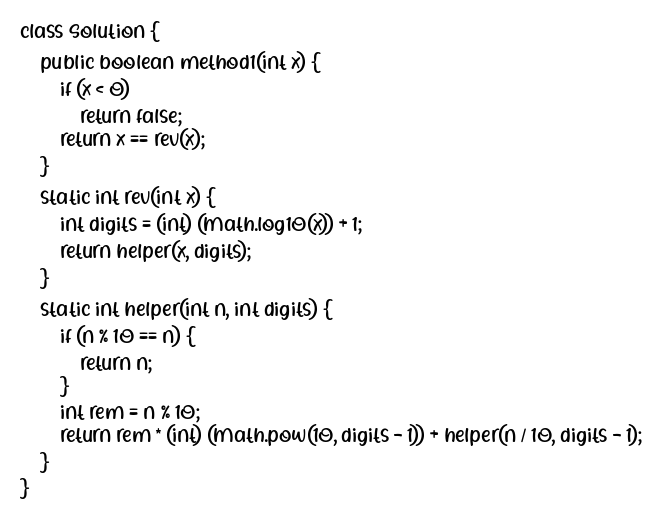 class Solution {
    public boolean method1(int x) {
        if (x < 0)
            return false;
        return x == rev(x);
    }
    static int rev(int x) {
        int digits = (int) (Math.log10(x)) + 1;
        return helper(x, digits);
    }
    static int helper(int n, int digits) {
        if (n % 10 == n) {
            return n;
        }
        int rem = n % 10;
        return rem * (int) (Math.pow(10, digits - 1)) + helper(n / 10, digits - 1);
    }
}